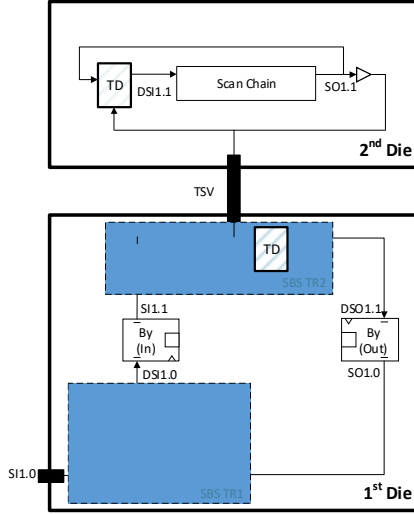 TD
DSI1.1
Scan Chain
SO1.1
2nd Die
TSV
TD
SBS TR2
SI1.1
DSO1.1
By
(In)
By
(Out)
DSI1.0
SO1.0
SI1.0
SBS TR1
1st Die